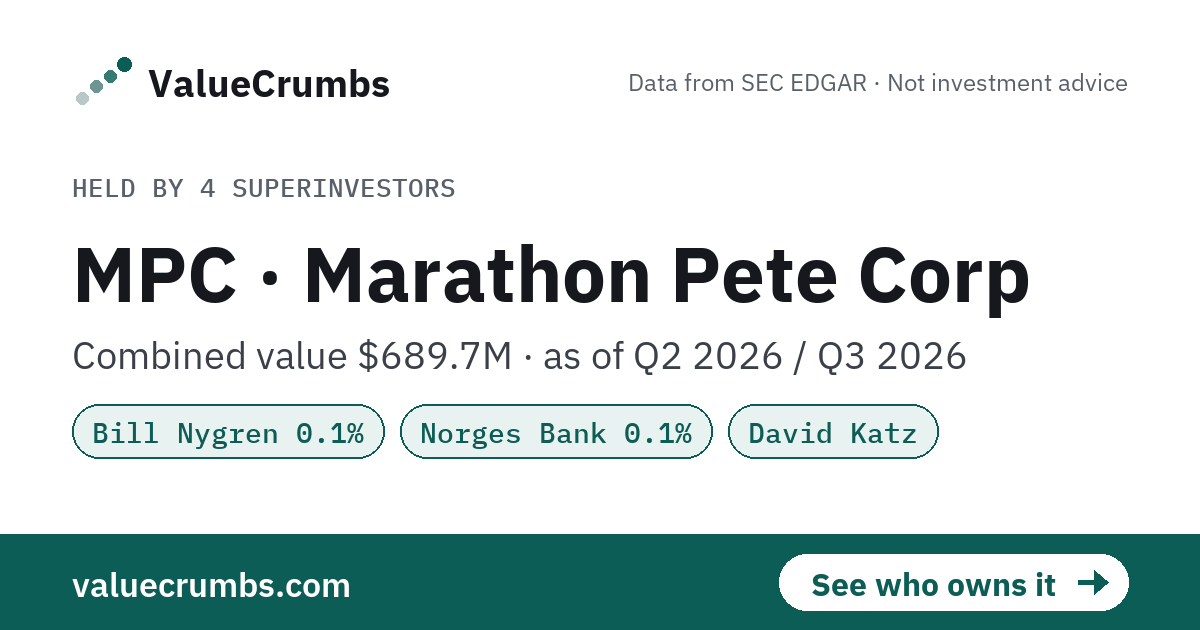 ValueCrumbs
Data from SEC EDGAR · Not investment advice
HELD BY 4 SUPERINVESTORS
MPC · Marathon Pete Corp
Combined value $689.7M · as of Q2 2026 / Q3 2026
Bill Nygren 0.1% Norges Bank 0.1% David Katz
valuecrumbs.com
See who owns it →